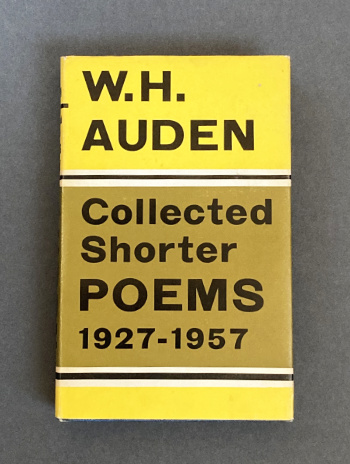 W.H.
AUDEN
Collected
Shorter
POEMS
1927-1957